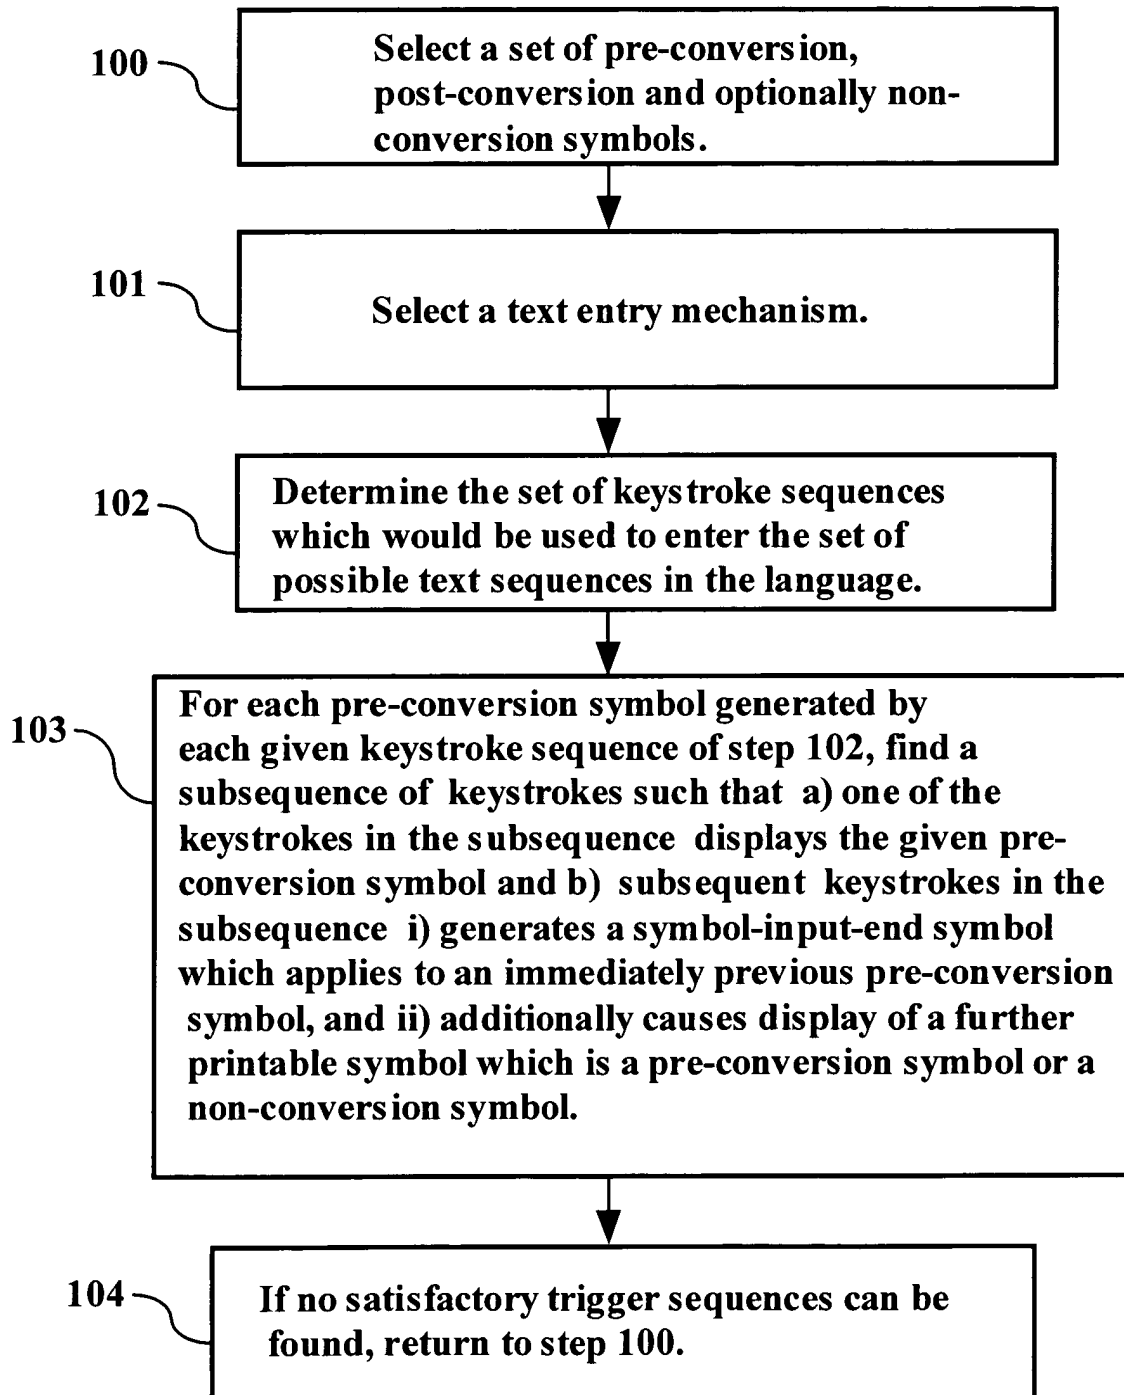 100
Select a set of pre-conversion,
post-conversion and optionally non-
conversion symbols.
101
Select a text entry mechanism.
102
Determine the set of keystroke sequences
which would be used to enter the set of
possible text sequences in the language.
103
For each pre-conversion symbol generated by
each given keystroke sequence of step 102, find a
subsequence of keystrokes such that a) one of the
keystrokes in the subsequence displays the given pre-
conversion symbol and b) subsequent keystrokes in the
subsequence i) generates a symbol-input-end symbol
which applies to an immediately previous pre-conversion
symbol, and ii) additionally causes display of a further
printable symbol which is a pre-conversion symbol or a
non-conversion symbol.
104
If no satisfactory trigger sequences can be
found, return to step 100.